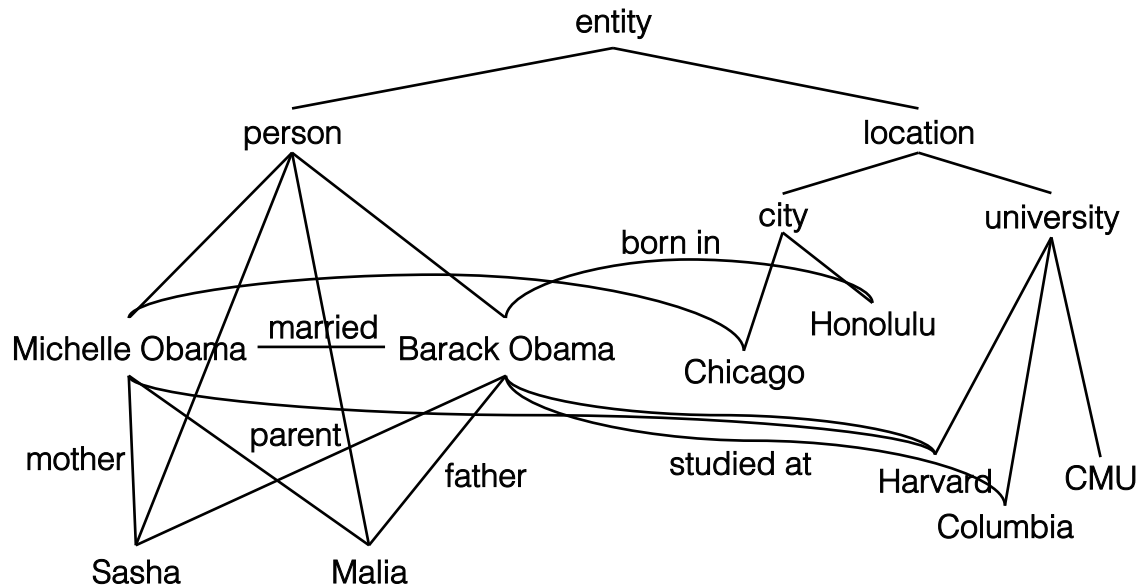 entity
person
location
city
university
born in
Honolulu
married
Michelle Obama
Barack Obama
Chicago
parent
mother
father
studied at
Harvard
CMU
Columbia
Sasha
Malia